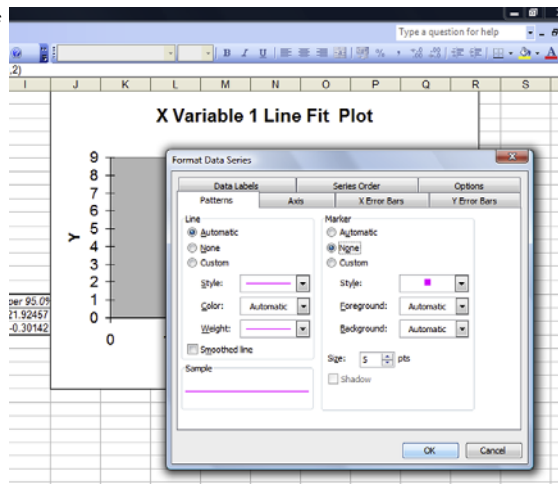 Type a question for help
B I U
%
,2)
I J K L M N O P Q R S
X Variable 1 Line Fit Plot
9
8
7
6
5
4
3
2
1
0
Y
0
per 95.0%
21.92457
-0.30142
Format Data Series
Data Labels Series Order Options
Patterns Axis X Error Bars Y Error Bars
Line
Automatic
None
Custom
Style:
Color: Automatic
Weight:
Smoothed line
Sample
Marker
Automatic
None
Custom
Style:
Foreground: Automatic
Background: Automatic
Size: 5 pts
Shadow
OK Cancel